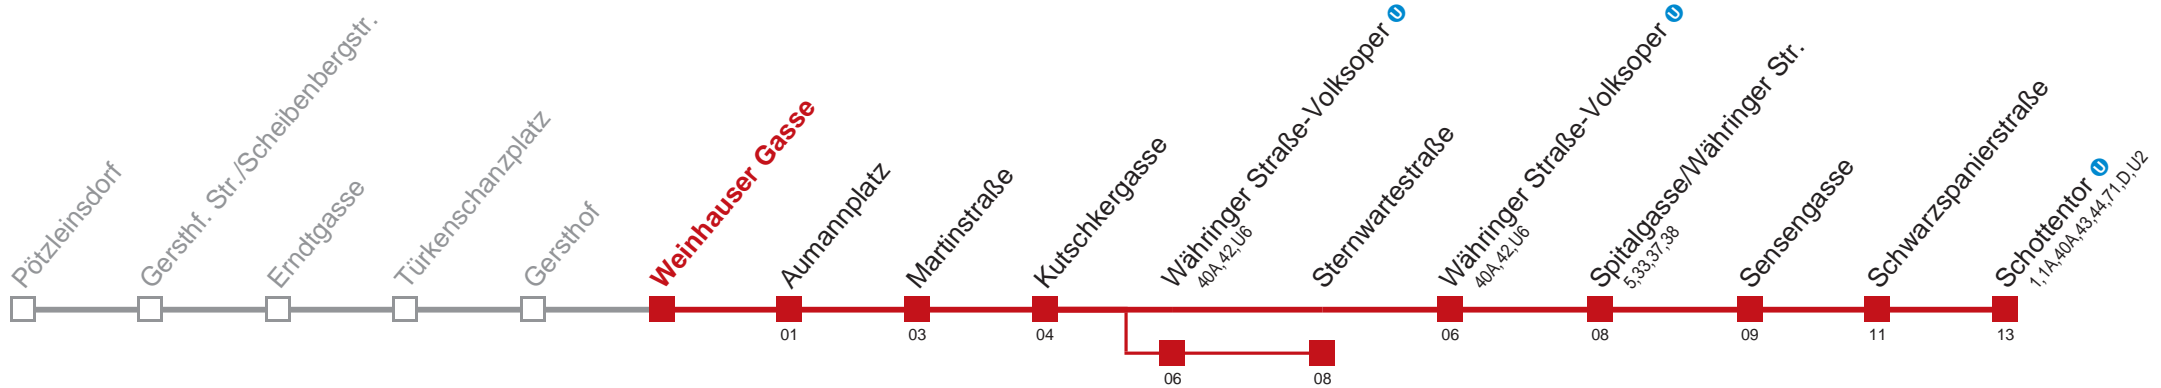 Pötzleinsdorf
Gersthf. Str./Scheibenbergstr.
Erndtgasse
Türkenschanzplatz
Gersthof
Weinhauser Gasse
Aumannplatz
Martinstraße
Kutschkergasse
Währinger Straße-Volksoper U
40A,42,U6
Sternwartestraße
Währinger Straße-Volksoper U
40A,42,U6
Spitalgasse/Währinger Str.
5,33,37,38
Sensengasse
Schwarzspanierstraße
Schottentor U
1,1A,40A,43,44,71,D,U2
01
03
04
06
08
09
11
13
06
08